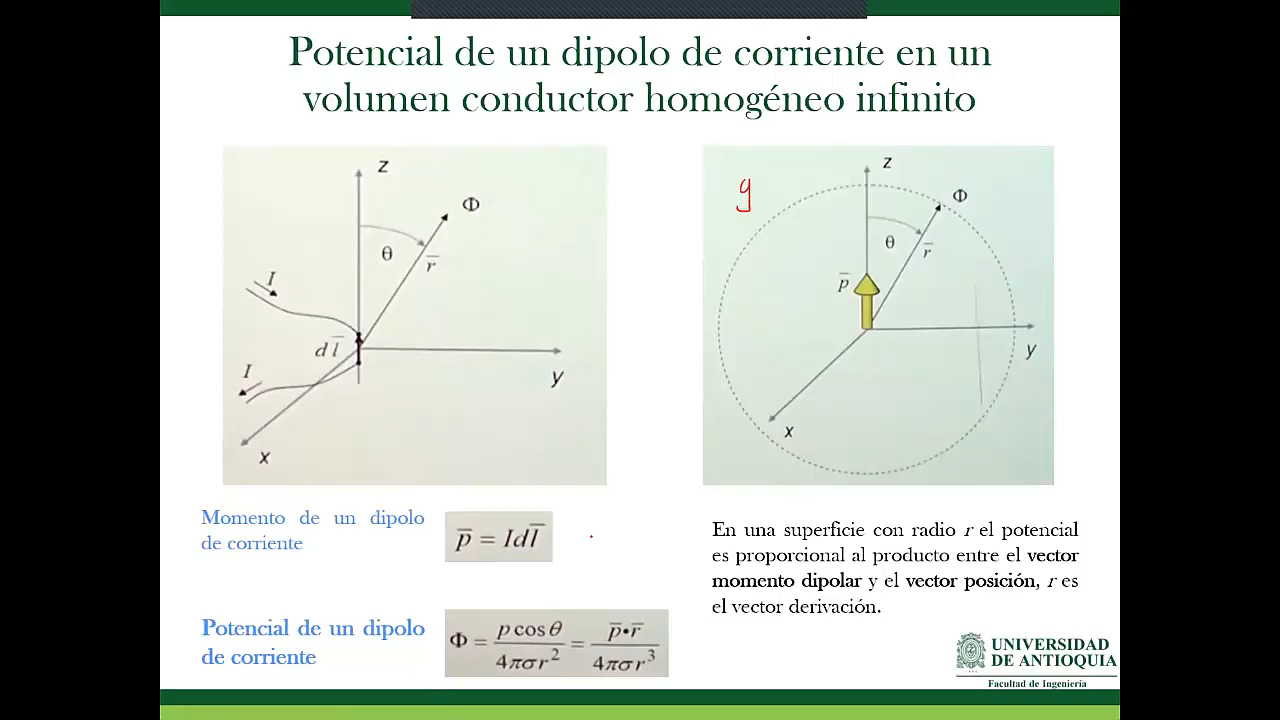 Potencial de un dipolo de corriente en un
volumen conductor homogéneo infinito
z
Φ
θ
r̅
I
d l̅
I
y
x
g
z
Φ
θ
r̅
p̅
y
x
Momento de un dipolo
de corriente
p̅ = Idl̅
Potencial de un dipolo
de corriente
Φ = p cos θ / 4πσr² = p̅•r̅ / 4πσr³
En una superficie con radio r el potencial
es proporcional al producto entre el vector
momento dipolar y el vector posición, r es
el vector derivación.
UNIVERSIDAD
DE ANTIOQUIA
Facultad de Ingeniería